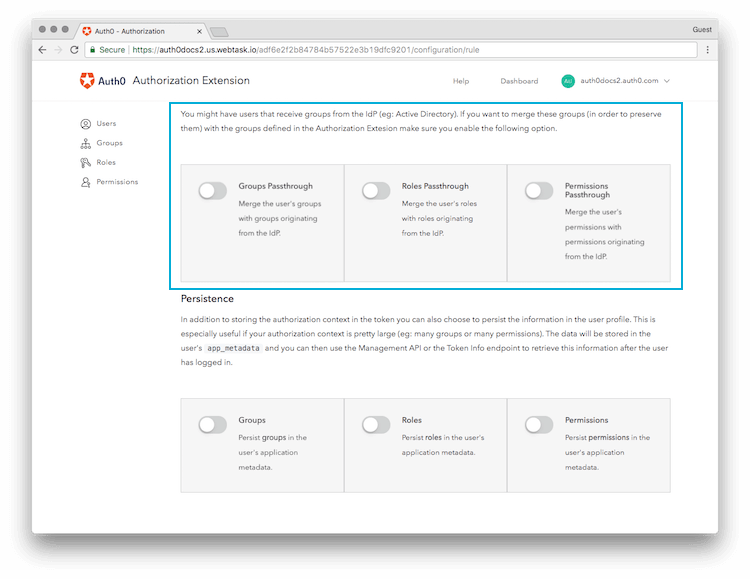 Auth0 - Authorization
Guest
Secure
https://auth0docs2.us.webtask.io/adf6e2f2b84784b57522e3b19dfc9201/configuration/rule
Auth0 Authorization Extension
Help
Dashboard
auth0docs2.auth0.com
Users
Groups
Roles
Permissions
You might have users that receive groups from the IdP (eg: Active Directory). If you want to merge these groups (in order to preserve
them) with the groups defined in the Authorization Extesion make sure you enable the following option.
Groups Passthrough
Merge the user's groups
with groups originating
from the IdP.
Roles Passthrough
Merge the user's roles
with roles originating
from the IdP.
Permissions
Passthrough
Merge the user's
permissions with
permissions originating
from the IdP.
Persistence
In addition to storing the authorization context in the token you can also choose to persist the information in the user profile. This is
especially useful if your authorization context is pretty large (eg: many groups or many permissions). The data will be stored in the
user's app_metadata and you can then use the Management API or the Token Info endpoint to retrieve this information after the user
has logged in.
Groups
Persist groups in the
user's application
metadata.
Roles
Persist roles in the user's
application metadata.
Permissions
Persist permissions in the
user's application
metadata.